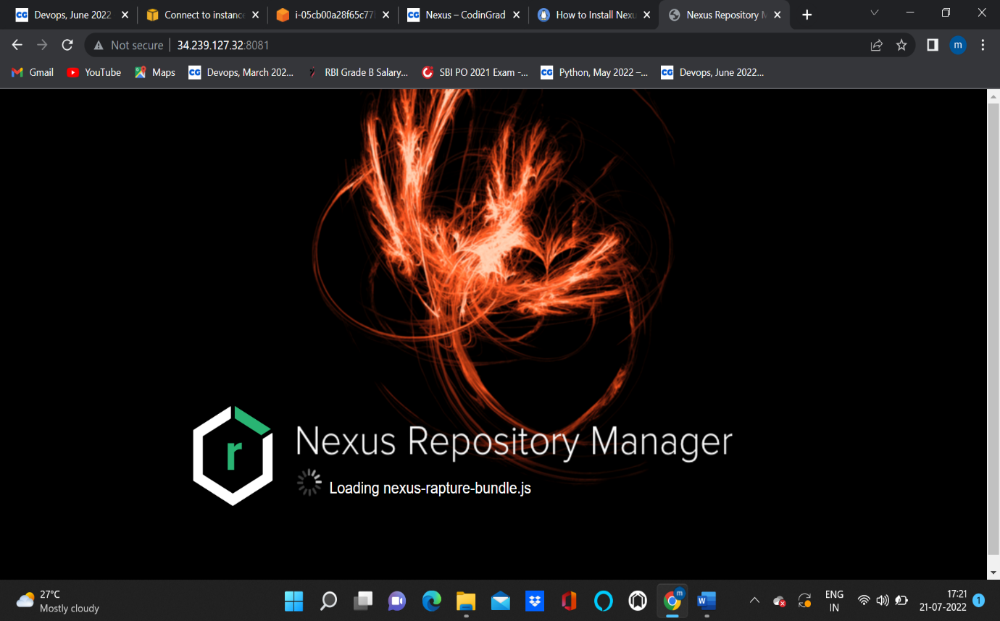 Devops, June 2022
Connect to instance
i-05cb00a28f65c77
Nexus – CodinGrad
How to Install Nexu
Nexus Repository M
Not secure
34.239.127.32:8081
m
Gmail
YouTube
Maps
Devops, March 202...
RBI Grade B Salary...
SBI PO 2021 Exam -...
Python, May 2022 –...
Devops, June 2022...
r
Nexus Repository Manager
Loading nexus-rapture-bundle.js
27°C
Mostly cloudy
ENG
IN
17:21
21-07-2022
1